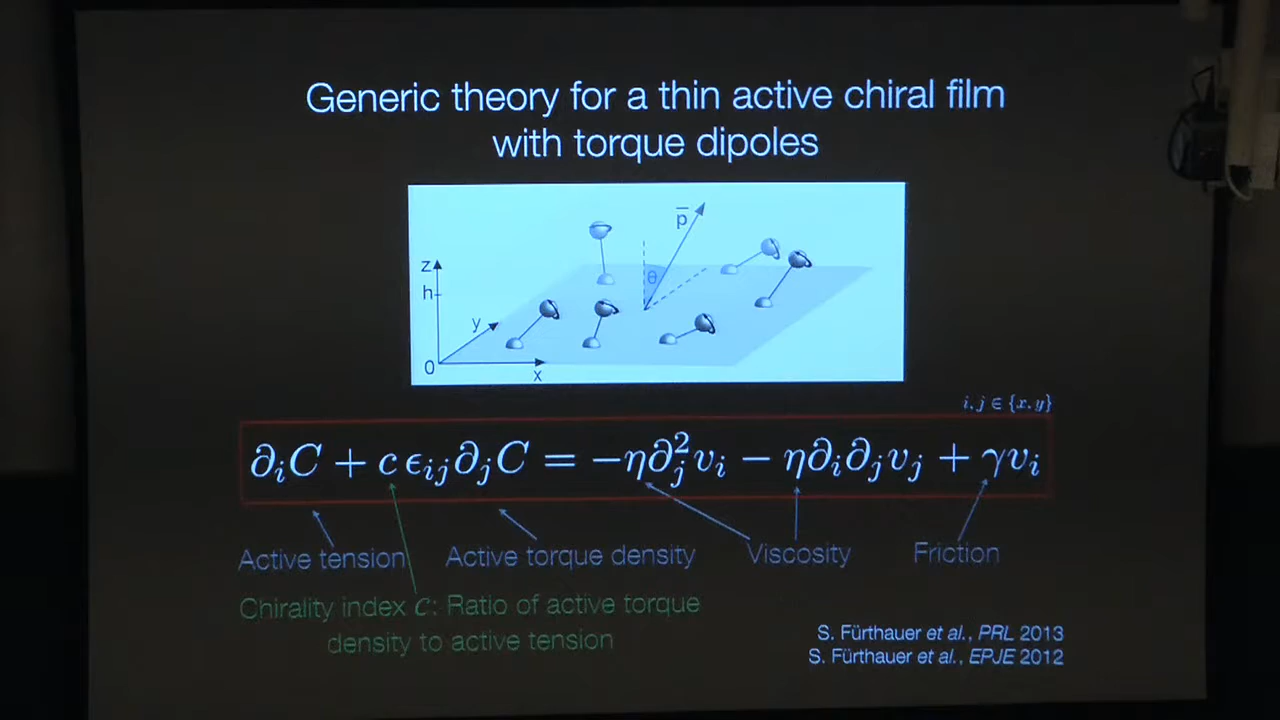 Generic theory for a thin active chiral film
with torque dipoles
z
h
y
0
x
p̄
θ
i, j ∈ {x, y}
∂ᵢC + c ϵᵢⱼ∂ⱼC = −η∂ⱼ²vᵢ − η∂ᵢ∂ⱼvⱼ + γvᵢ
Active tension
Active torque density
Viscosity
Friction
Chirality index c: Ratio of active torque
density to active tension
S. Fürthauer et al., PRL 2013
S. Fürthauer et al., EPJE 2012